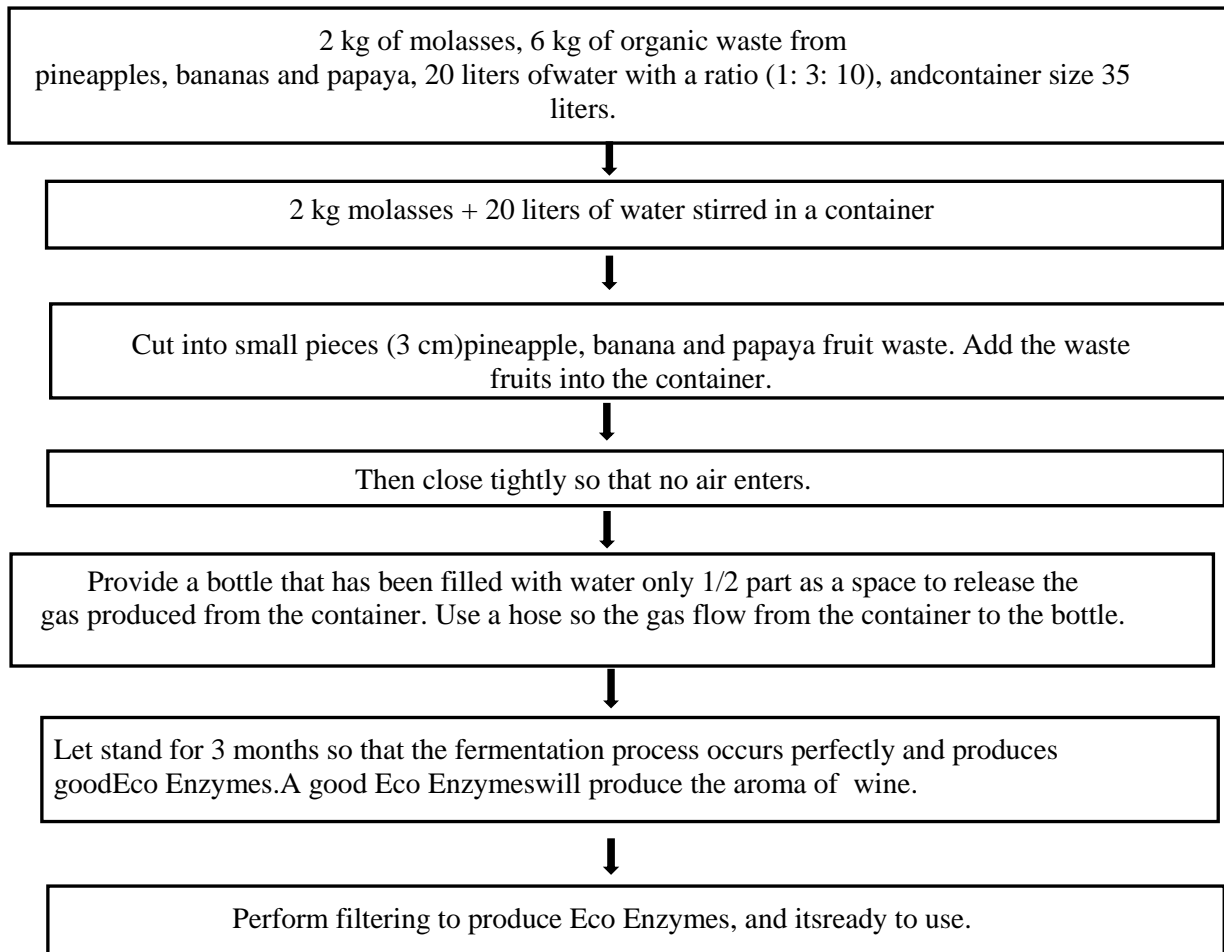 2 kg of molasses, 6 kg of organic waste from
pineapples, bananas and papaya, 20 liters ofwater with a ratio (1: 3: 10), andcontainer size 35
liters.
2 kg molasses + 20 liters of water stirred in a container
Cut into small pieces (3 cm)pineapple, banana and papaya fruit waste. Add the waste
fruits into the container.
Then close tightly so that no air enters.
Provide a bottle that has been filled with water only 1/2 part as a space to release the
gas produced from the container. Use a hose so the gas flow from the container to the bottle.
Let stand for 3 months so that the fermentation process occurs perfectly and produces
goodEco Enzymes.A good Eco Enzymeswill produce the aroma of wine.
Perform filtering to produce Eco Enzymes, and itsready to use.